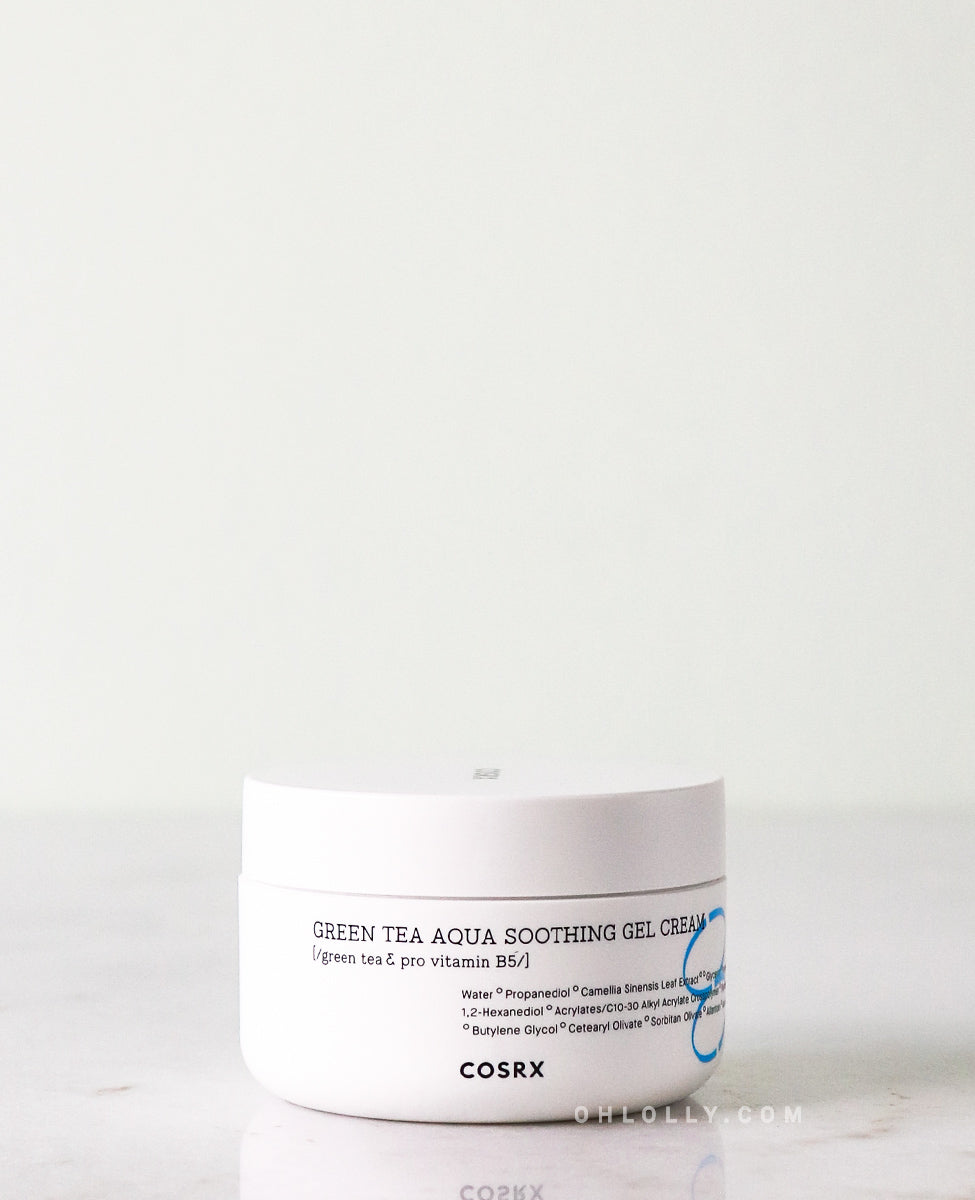 GREEN TEA AQUA SOOTHING GEL CREAM
[/green tea & pro vitamin B5/]
Water ° Propanediol ° Camellia Sinensis Leaf Extract °
1,2-Hexanediol ° Acrylates/C10-30 Alkyl Acrylate
° Butylene Glycol ° Cetearyl Olivate ° Sorbitan Olivate °
COSRX
OHLOLLY.COM
COSRX